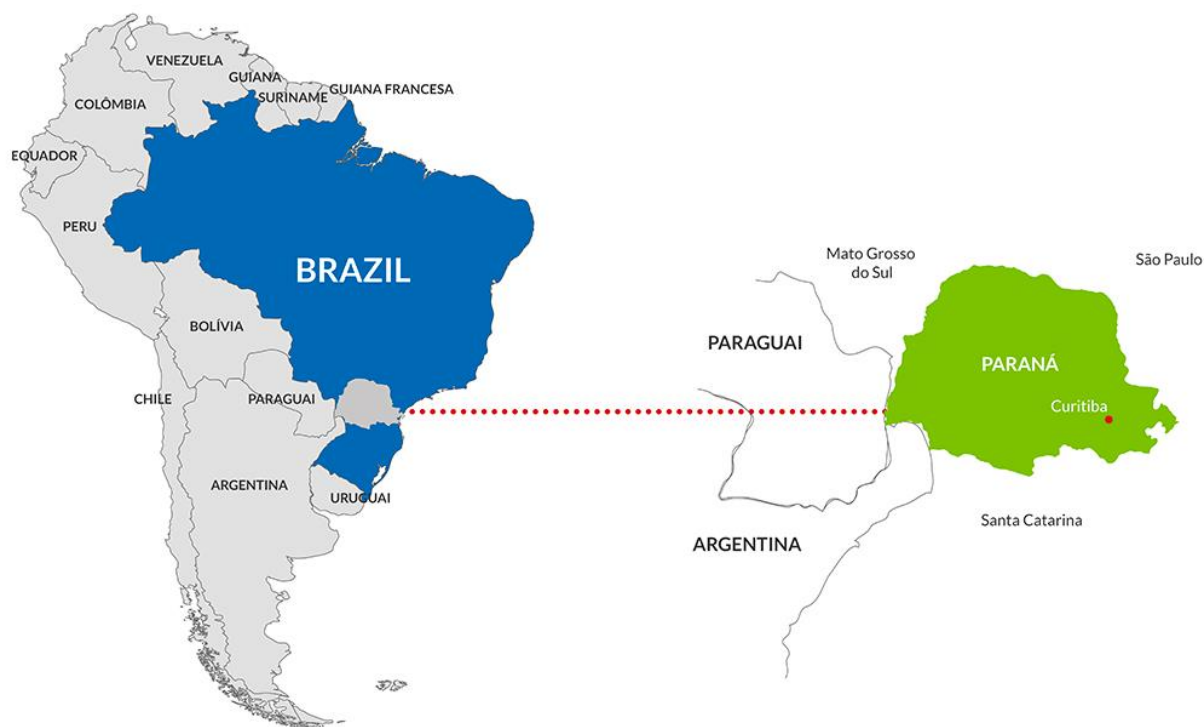 VENEZUELA
GUIANA
GUIANA FRANCESA
SURINAME
COLÔMBIA
EQUADOR
PERU
BRAZIL
BOLÍVIA
CHILE
PARAGUAI
ARGENTINA
URUGUAI
Mato Grosso
do Sul
São Paulo
PARAGUAI
PARANÁ
Curitiba
Santa Catarina
ARGENTINA